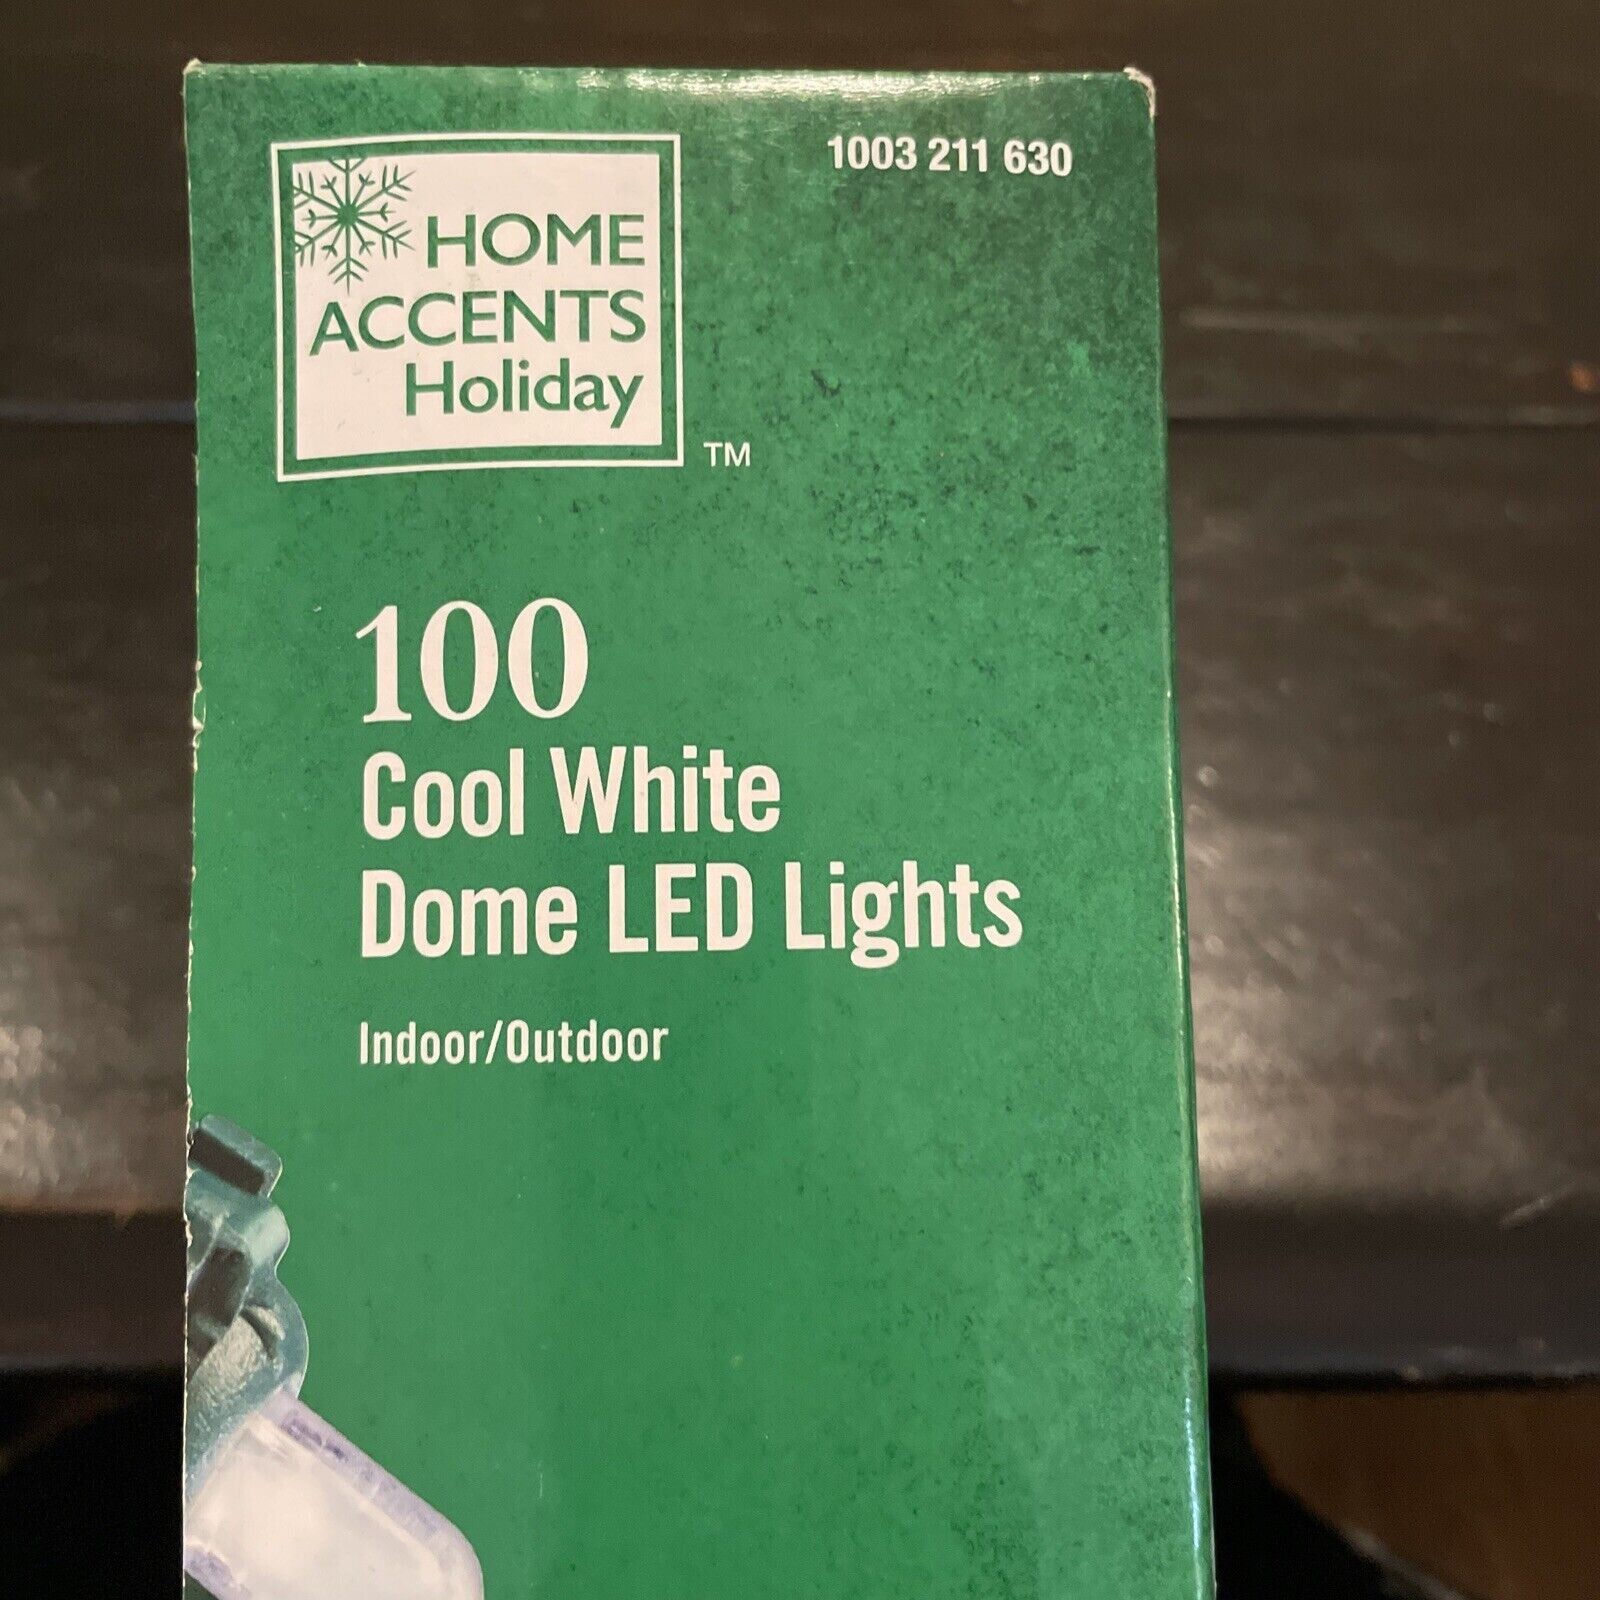 1003 211 630
HOME
ACCENTS
Holiday
TM
100
Cool White
Dome LED Lights
Indoor/Outdoor